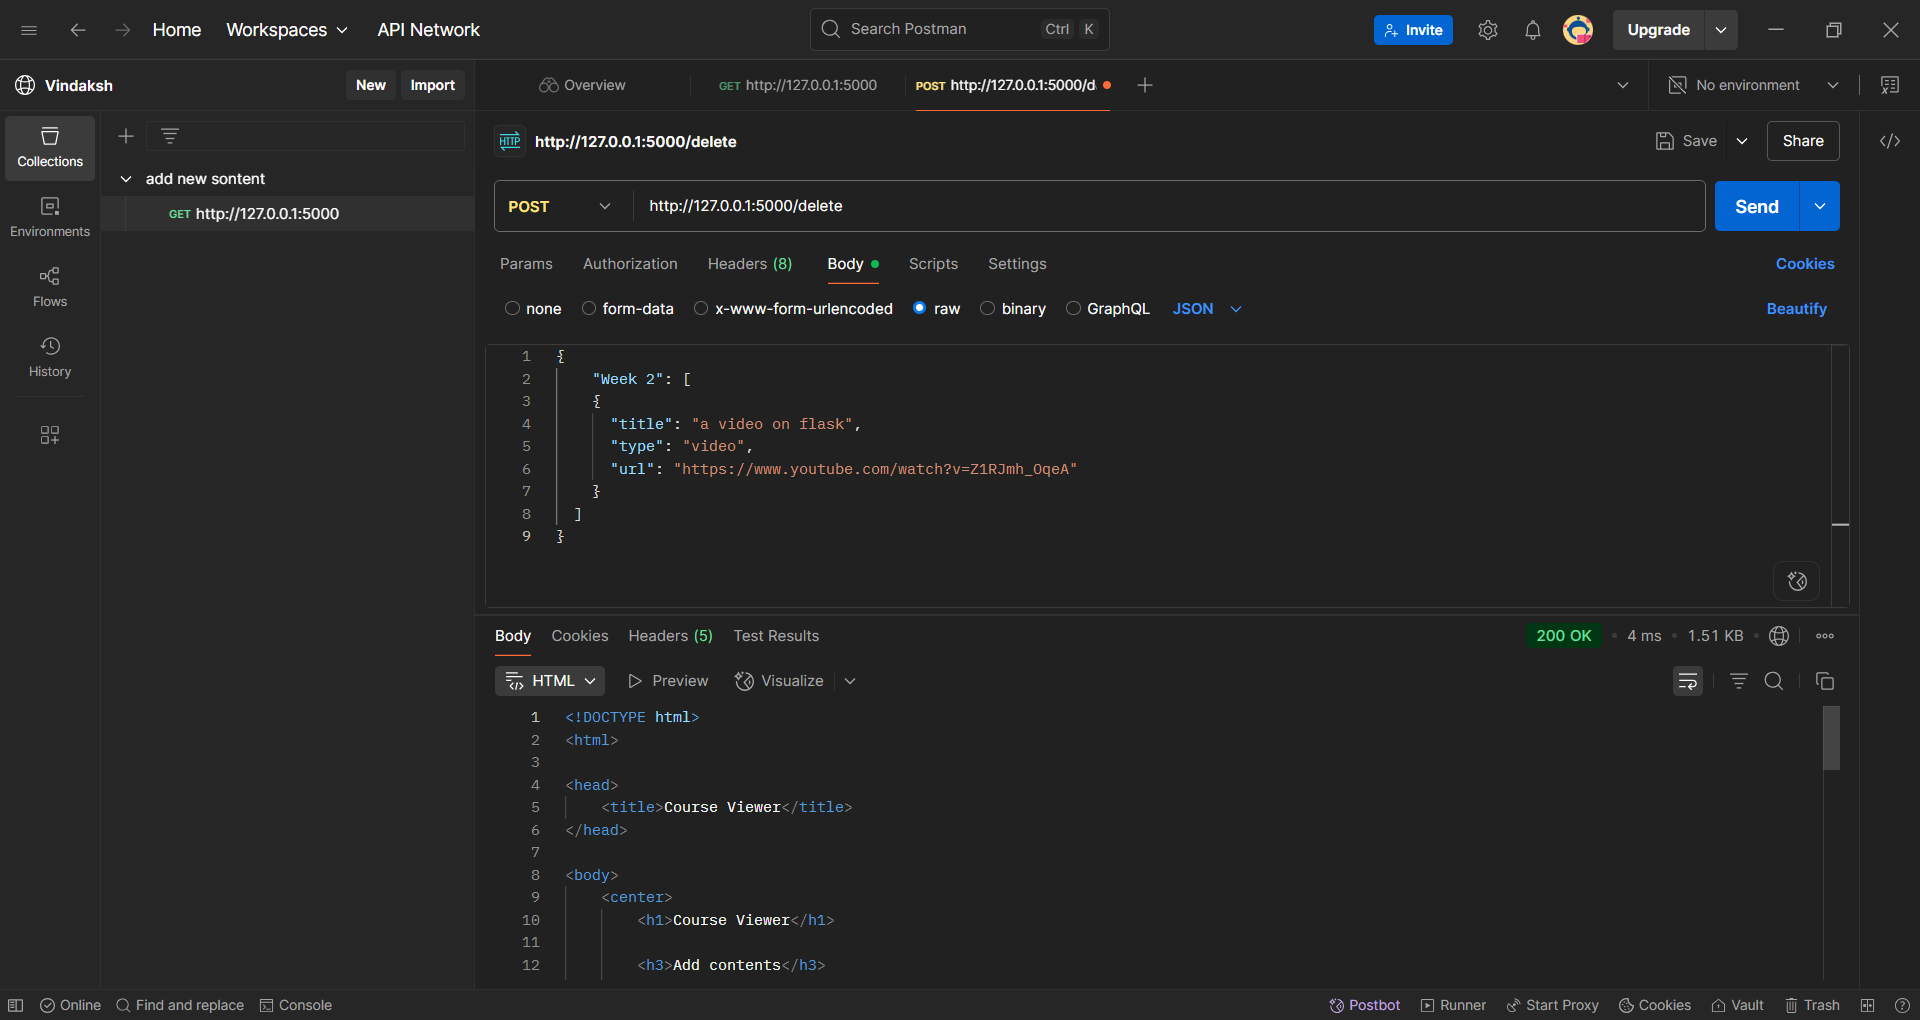 Home
Workspaces
API Network
Search Postman
Ctrl
K
Invite
Upgrade
Vindaksh
New
Import
Overview
GET http://127.0.0.1:5000
POST http://127.0.0.1:5000/d
No environment
Collections
Environments
Flows
History
add new sontent
GET http://127.0.0.1:5000
HTTP
http://127.0.0.1:5000/delete
Save
Share
POST
http://127.0.0.1:5000/delete
Send
Params
Authorization
Headers (8)
Body
Scripts
Settings
Cookies
none
form-data
x-www-form-urlencoded
raw
binary
GraphQL
JSON
Beautify
1 {
2 "Week 2": [
3 {
4 "title": "a video on flask",
5 "type": "video",
6 "url": "https://www.youtube.com/watch?v=Z1RJmh_OqeA"
7 }
8 ]
9 }
Body
Cookies
Headers (5)
Test Results
200 OK
4 ms
1.51 KB
HTML
Preview
Visualize
1 <!DOCTYPE html>
2 <html>
3
4 <head>
5 <title>Course Viewer</title>
6 </head>
7
8 <body>
9 <center>
10 <h1>Course Viewer</h1>
11
12 <h3>Add contents</h3>
Online
Find and replace
Console
Postbot
Runner
Start Proxy
Cookies
Vault
Trash